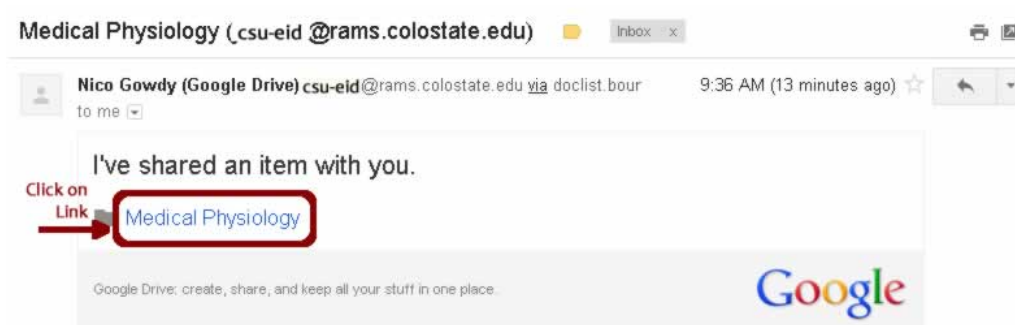 Medical Physiology (csu-eid @rams.colostate.edu) Inbox x
Nico Gowdy (Google Drive) csu-eid@rams.colostate.edu via doclist.bour 9:36 AM (13 minutes ago)
to me
I've shared an item with you.
Click on
Link
Medical Physiology
Google Drive: create, share, and keep all your stuff in one place.
Google